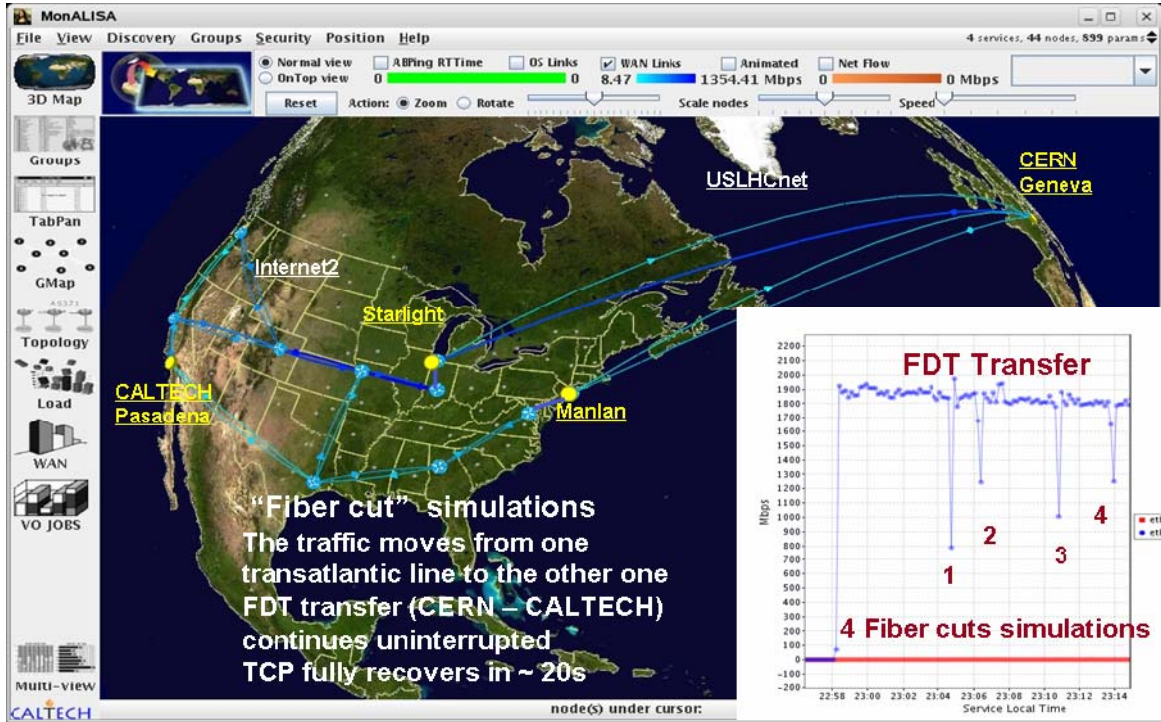 MonALISA
File View Discovery Groups Security Position Help
4 services, 44 nodes, 899 params
Normal view
OnTop view
ABPing RTTime
OS Links
WAN Links
Animated
Net Flow
0 0
8.47 1354.41 Mbps
0 0 Mbps
Reset
Action: Zoom Rotate
Scale nodes
Speed
3D Map
Groups
TabPan
GMap
AS371
Topology
Load
WAN
VO JOBS
Multi-view
CALTECH
USLHCnet
CERN
Geneva
Internet2
Starlight
CALTECH
Pasadena
Manlan
"Fiber cut" simulations
The traffic moves from one
transatlantic line to the other one
FDT transfer (CERN – CALTECH)
continues uninterrupted
TCP fully recovers in ~ 20s
node(s) under cursor:
FDT Transfer
2200
2100
2000
1900
1800
1700
1600
1500
1400
1300
1200
1100
1000
900
800
700
600
500
400
300
200
100
0
-100
-200
Mbps
1
2
3
4
4 Fiber cuts simulations
22:58 23:00 23:02 23:04 23:06 23:08 23:10 23:12 23:14
Service Local Time